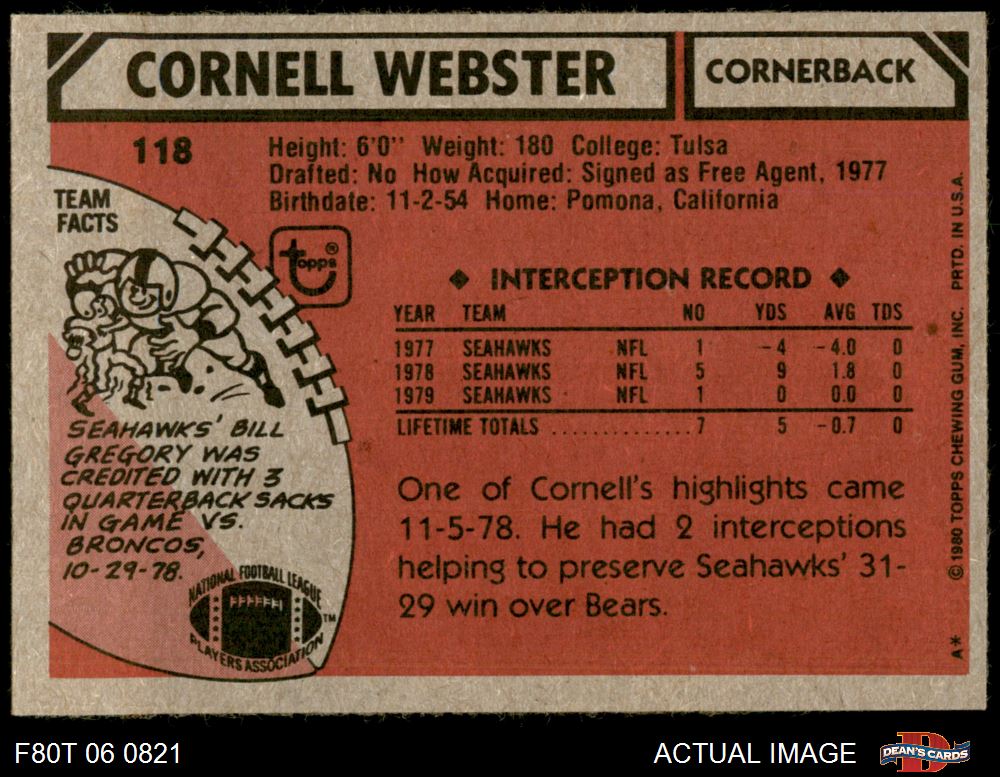 CORNELL WEBSTER
CORNERBACK
118
Height: 6'0" Weight: 180 College: Tulsa
Drafted: No How Acquired: Signed as Free Agent, 1977
Birthdate: 11-2-54 Home: Pomona, California
TEAM
FACTS
topps®
SEAHAWKS' BILL
GREGORY WAS
CREDITED WITH 3
QUARTERBACK SACKS
IN GAME VS.
BRONCOS,
10-29-78.
NATIONAL FOOTBALL LEAGUE
PLAYERS ASSOCIATION
TM
◆ INTERCEPTION RECORD ◆
YEAR TEAM NO YDS AVG TDS
1977 SEAHAWKS NFL 1 -4 -4.0 0
1978 SEAHAWKS NFL 5 9 1.8 0
1979 SEAHAWKS NFL 1 0 0.0 0
LIFETIME TOTALS ..............7 5 -0.7 0
One of Cornell's highlights came
11-5-78. He had 2 interceptions
helping to preserve Seahawks' 31-
29 win over Bears.
©1980 TOPPS CHEWING GUM, INC. PRTD. IN U.S.A.
A*
F80T 06 0821
ACTUAL IMAGE
D
DEAN'S CARDS